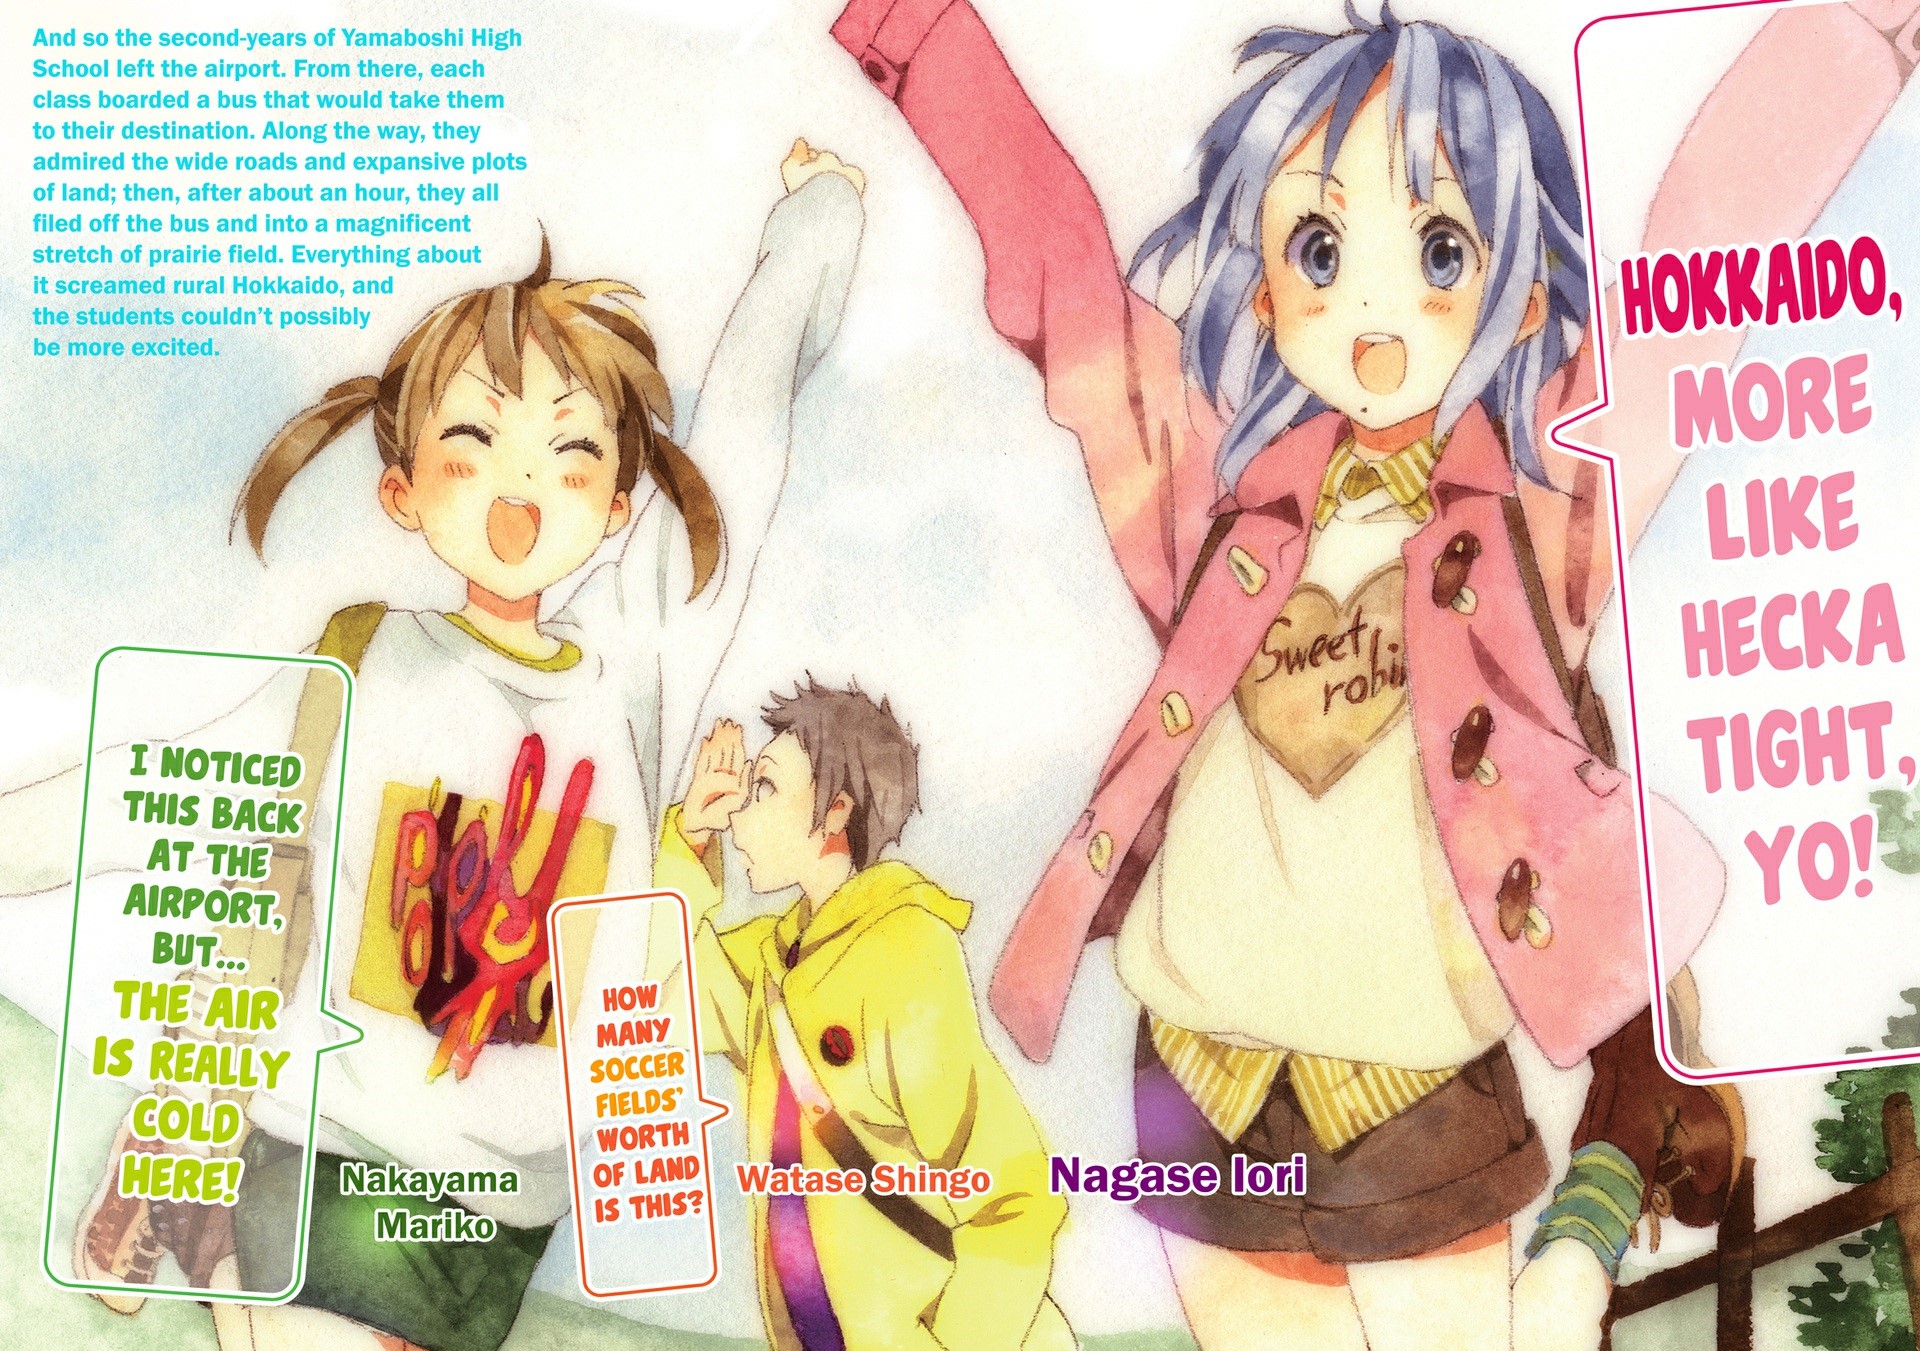 And so the second-years of Yamaboshi High
School left the airport. From there, each
class boarded a bus that would take them
to their destination. Along the way, they
admired the wide roads and expansive plots
of land; then, after about an hour, they all
filed off the bus and into a magnificent
stretch of prairie field. Everything about
it screamed rural Hokkaido, and
the students couldn't possibly
be more excited.
HOKKAIDO,
MORE
LIKE
HECKA
TIGHT,
YO!
Sweet
I NOTICED
THIS BACK
AT THE
AIRPORT,
BUT...
THE AIR
IS REALLY
COLD
HERE!
Nakayama
Mariko
HOW
MANY
SOCCER
FIELDS'
WORTH
OF LAND
IS THIS?
Watase Shingo
Nagase Iori